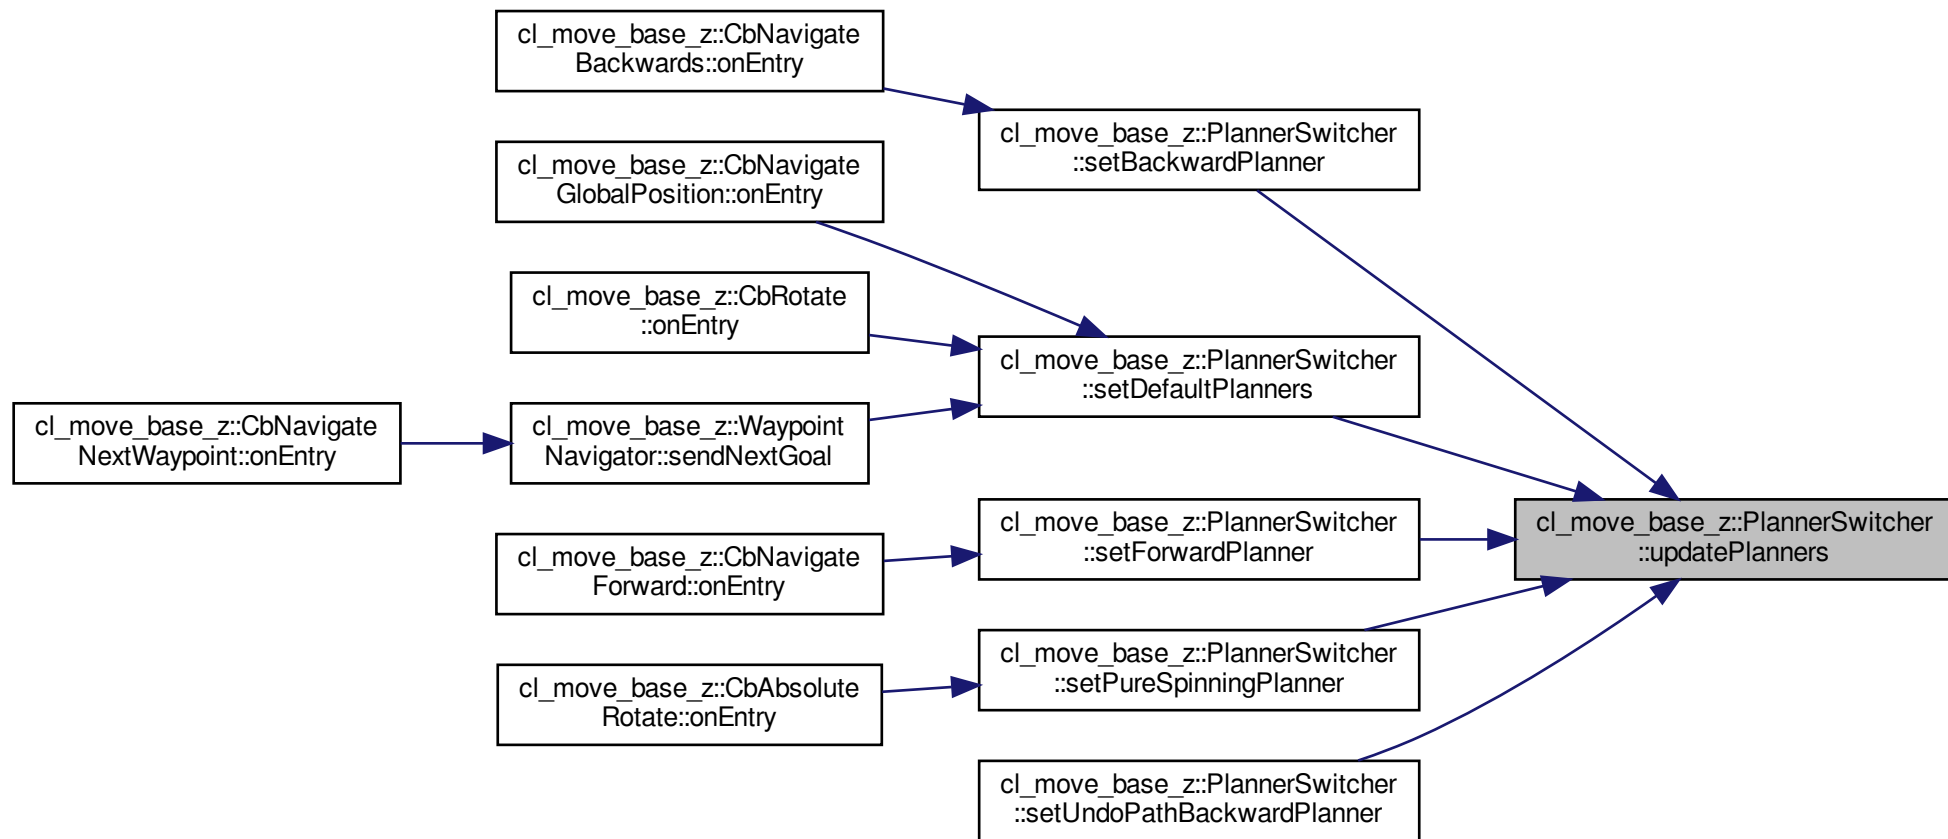 cl_move_base_z::CbNavigate
Backwards::onEntry
cl_move_base_z::PlannerSwitcher
::setBackwardPlanner
cl_move_base_z::CbNavigate
GlobalPosition::onEntry
cl_move_base_z::CbRotate
::onEntry
cl_move_base_z::PlannerSwitcher
::setDefaultPlanners
cl_move_base_z::CbNavigate
NextWaypoint::onEntry
cl_move_base_z::Waypoint
Navigator::sendNextGoal
cl_move_base_z::PlannerSwitcher
::setForwardPlanner
cl_move_base_z::PlannerSwitcher
::updatePlanners
cl_move_base_z::CbNavigate
Forward::onEntry
cl_move_base_z::PlannerSwitcher
::setPureSpinningPlanner
cl_move_base_z::CbAbsolute
Rotate::onEntry
cl_move_base_z::PlannerSwitcher
::setUndoPathBackwardPlanner